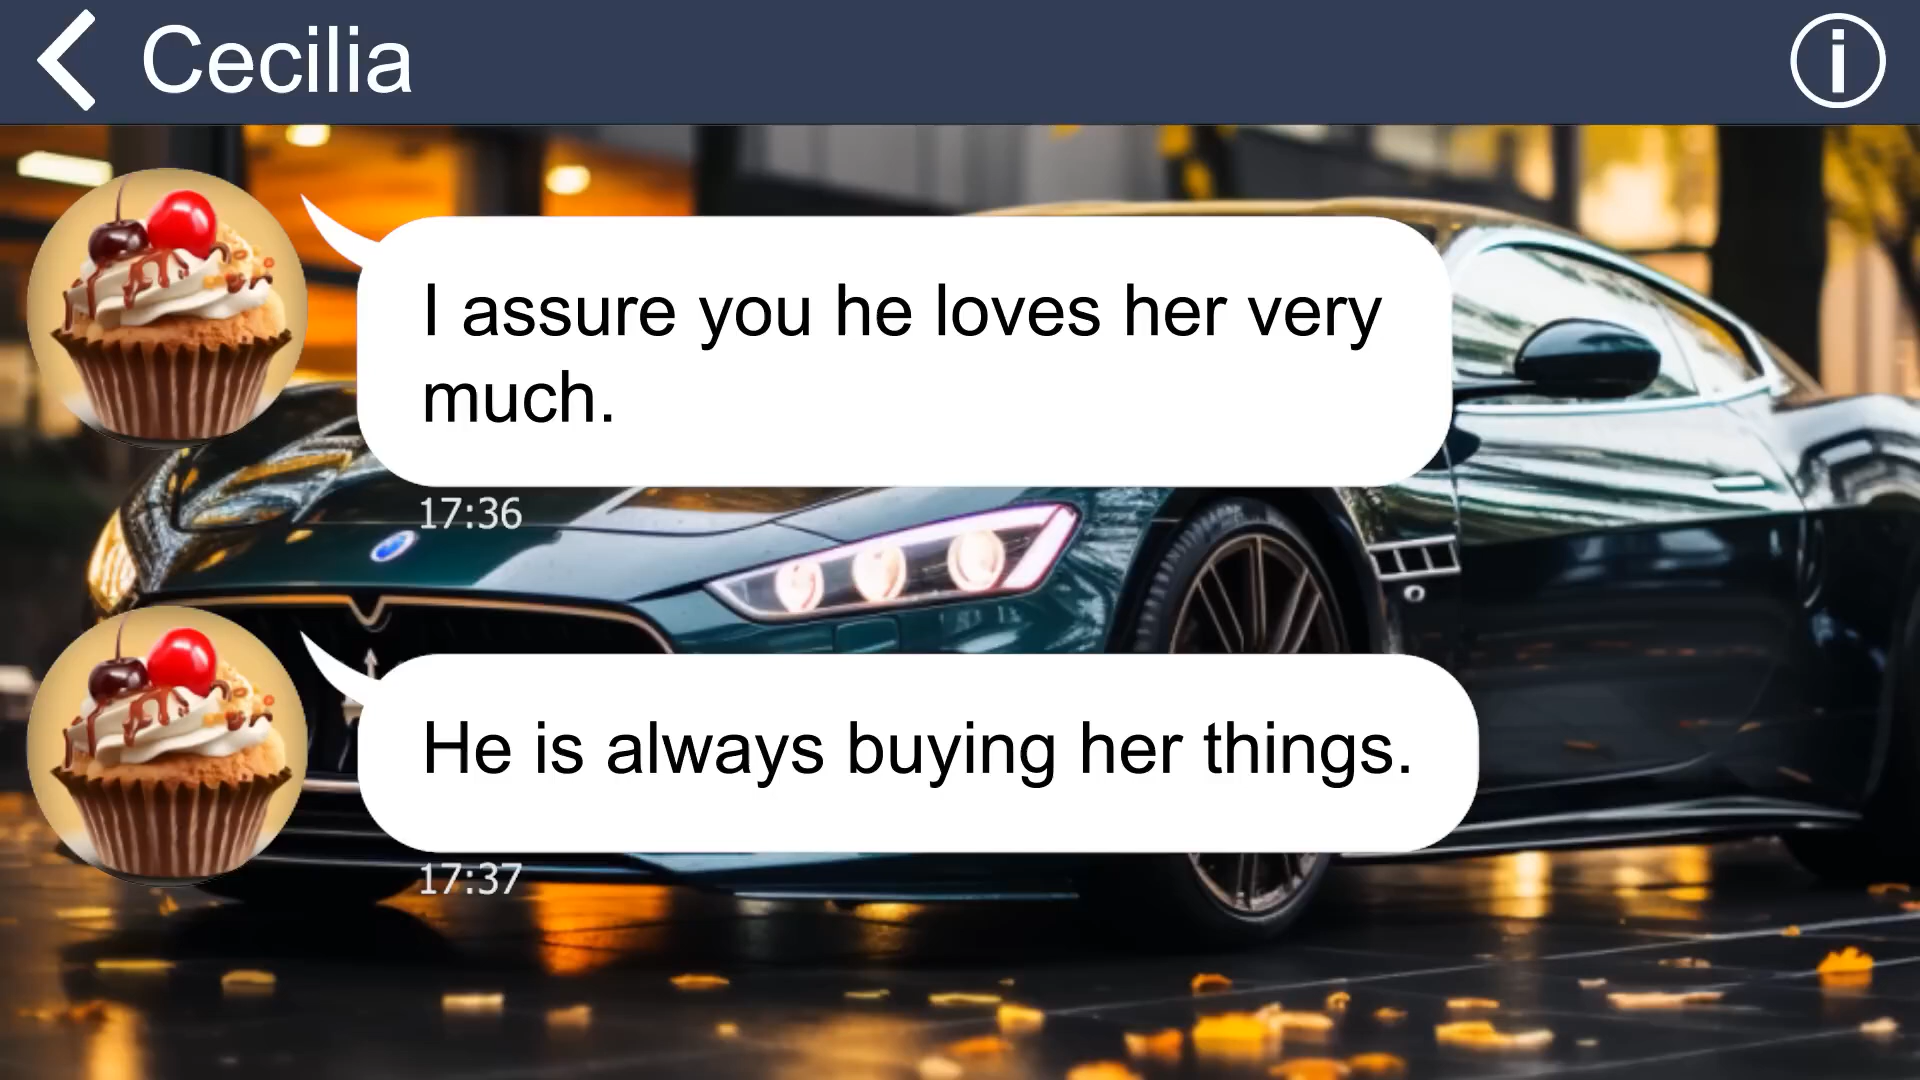 Cecilia
I assure you he loves her very
much.
17:36
He is always buying her things.
17:37